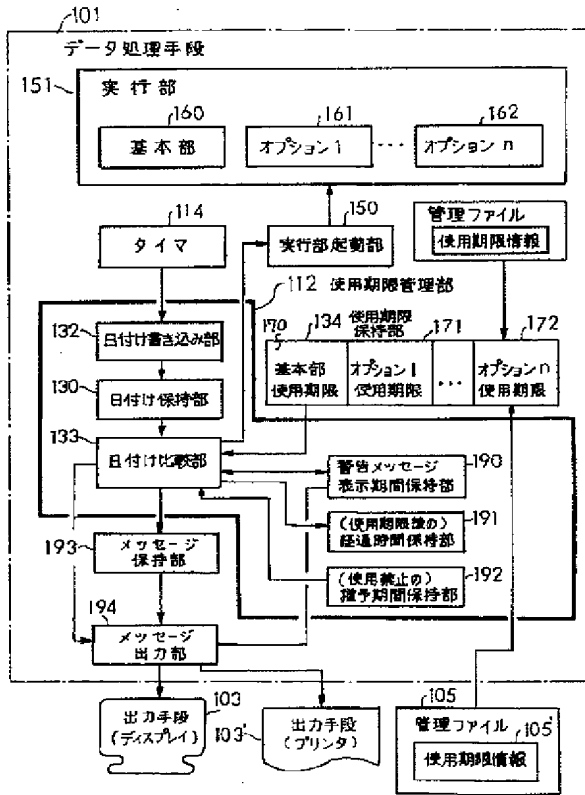 101
データ処理手段
151
実行部
160
161
162
基本部
オプション1
····
オプションn
114
150
タイマ
実行部起動部
管理ファイル
使用期限情報
112 使用期限管理部
132
日付け書き込み部
170
134
使用期限
保持部
171
172
基本部
使用期限
オプション1
使用期限
...
オプションn
使用期限
130
日付け保持部
133
日付け比較部
警告メッセージ
表示期間保持部
190
(使用期限後の)
経過時間保持部
191
193
メッセージ
保持部
(使用禁止の)
猶予期間保持部
192
194
メッセージ
出力部
103
出力手段
(ディスプレイ)
103'
出力手段
(プリンタ)
105
管理ファイル
105'
使用期限情報